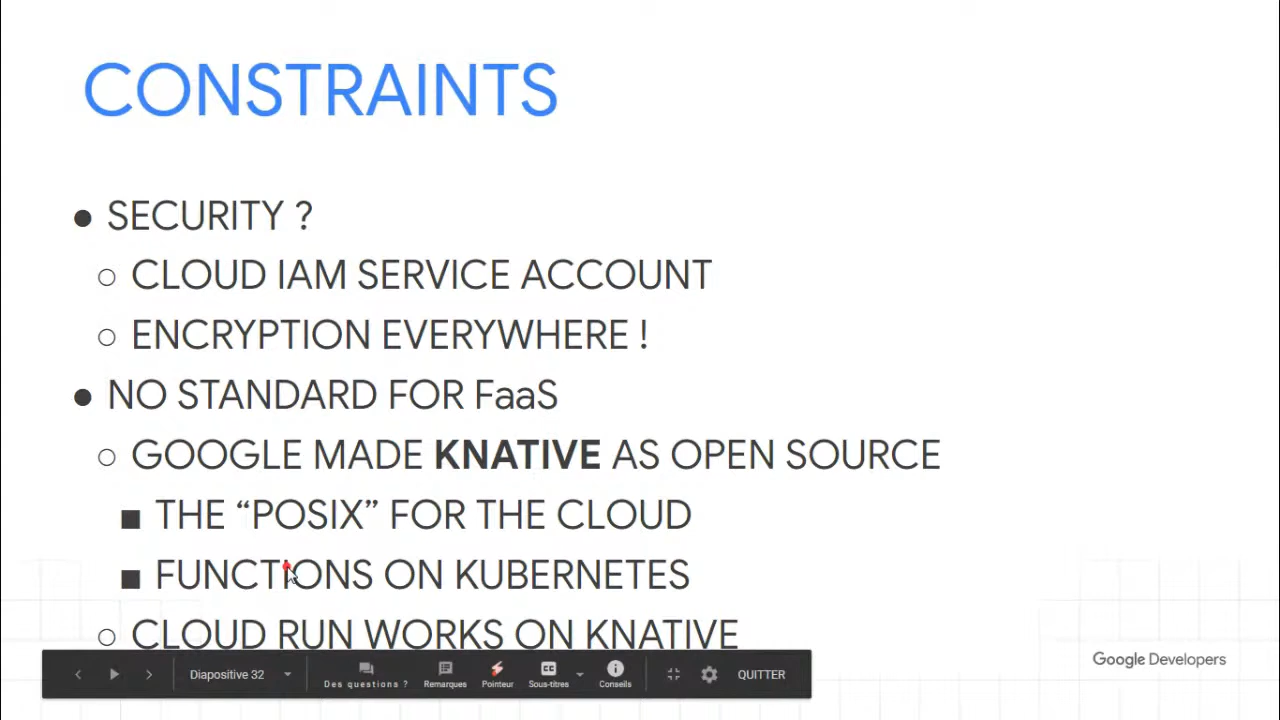 CONSTRAINTS
● SECURITY ?
○ CLOUD IAM SERVICE ACCOUNT
○ ENCRYPTION EVERYWHERE !
● NO STANDARD FOR FaaS
○ GOOGLE MADE KNATIVE AS OPEN SOURCE
■ THE “POSIX” FOR THE CLOUD
■ FUNCTIONS ON KUBERNETES
○ CLOUD RUN WORKS ON KNATIVE
Google Developers
Diapositive 32
Des questions ?
Remarques
Pointeur
CC
Sous-titres
Conseils
QUITTER